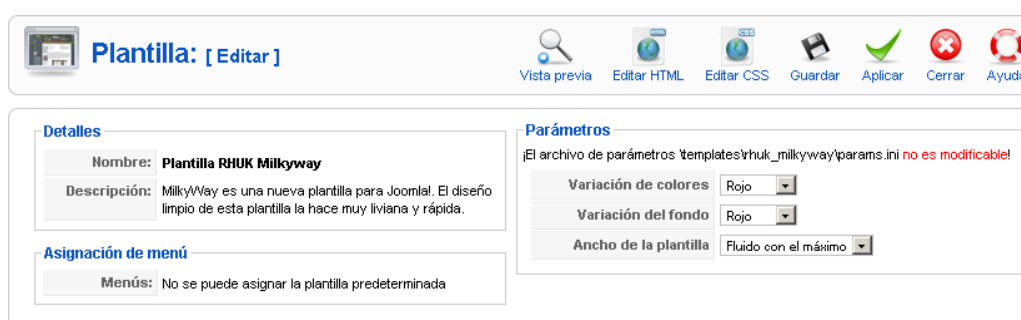 Plantilla: [ Editar ]
Vista previa Editar HTML Editar CSS Guardar Aplicar Cerrar Ayuda
Detalles
Nombre: Plantilla RHUK Milkyway
Descripción: MilkyWay es una nueva plantilla para Joomla!. El diseño
limpio de esta plantilla la hace muy liviana y rápida.
Asignación de menú
Menús: No se puede asignar la plantilla predeterminada
Parámetros
¡El archivo de parámetros \templates\rhuk_milkyway\params.ini no es modificable!
Variación de colores Rojo
Variación del fondo Rojo
Ancho de la plantilla Fluido con el máximo